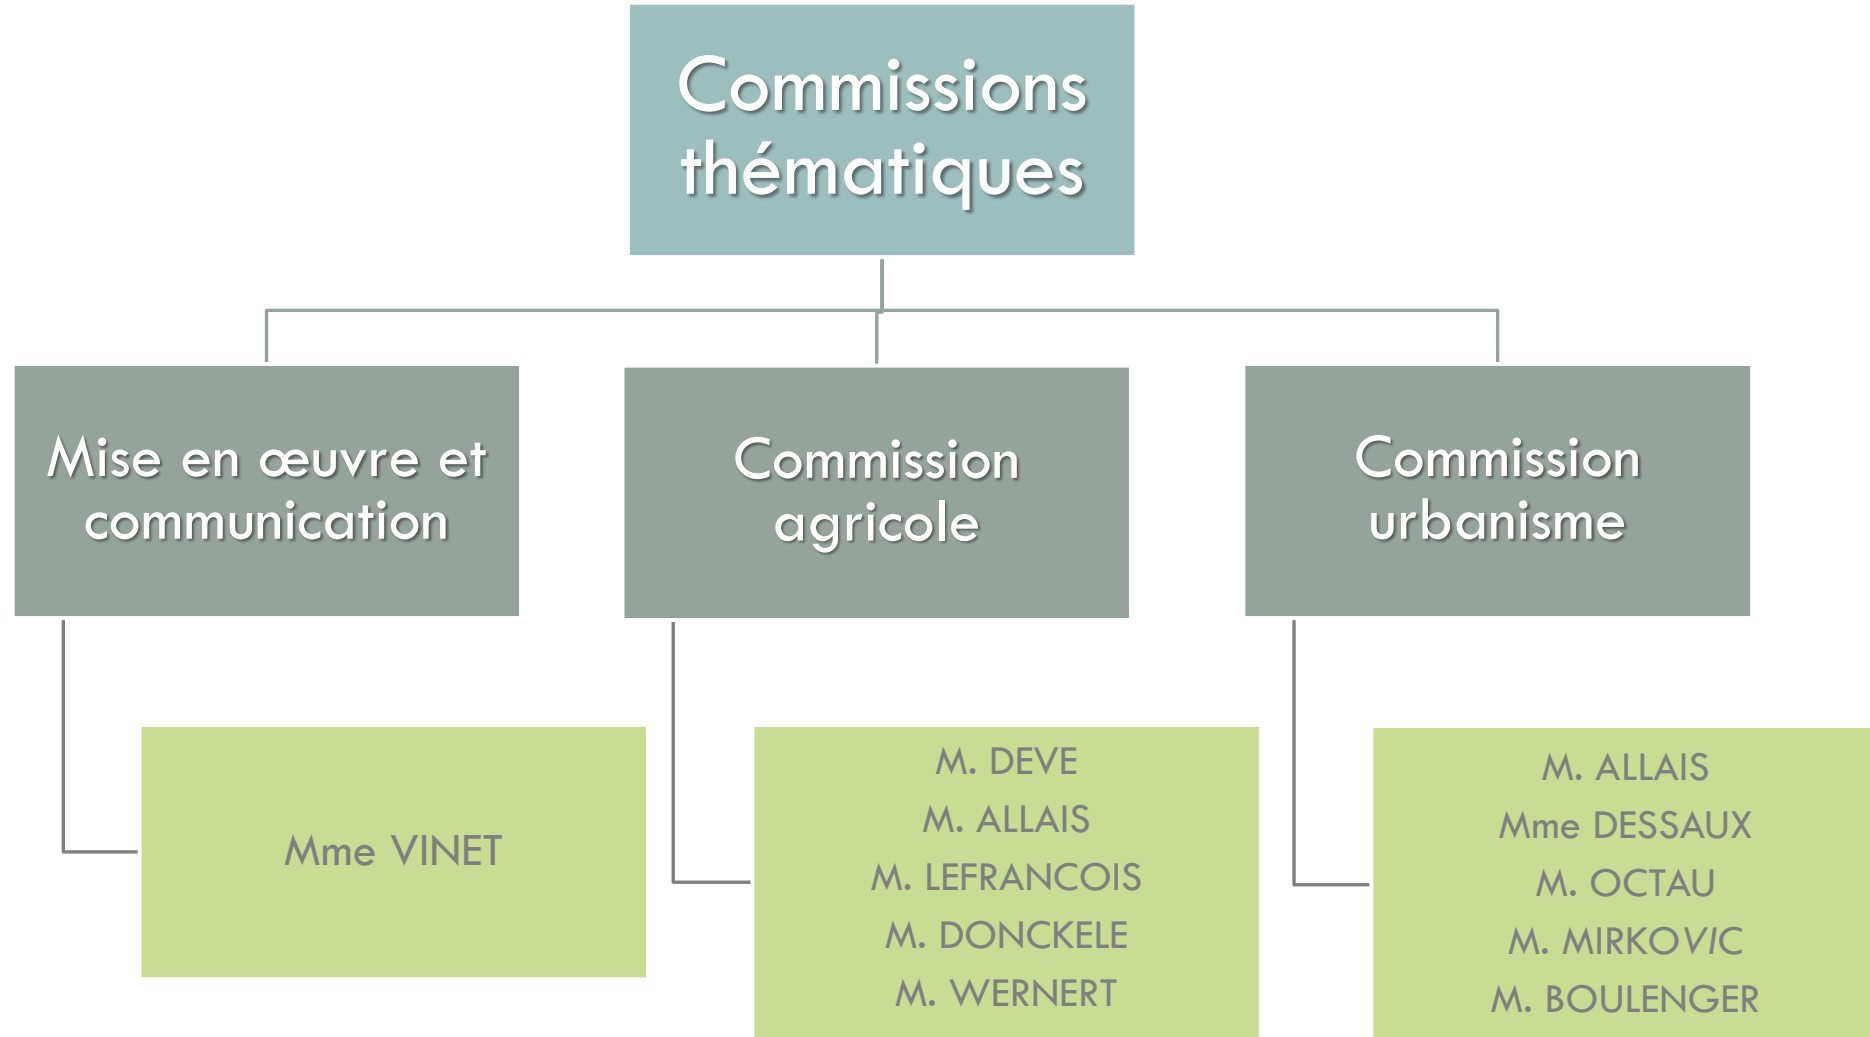 Commissions
thématiques
Mise en œuvre et
communication
Commission
agricole
Commission
urbanisme
Mme VINET
M. DEVE
M. ALLAIS
M. LEFRANCOIS
M. DONCKELE
M. WERNERT
M. ALLAIS
Mme DESSAUX
M. OCTAU
M. MIRKOVIC
M. BOULENGER